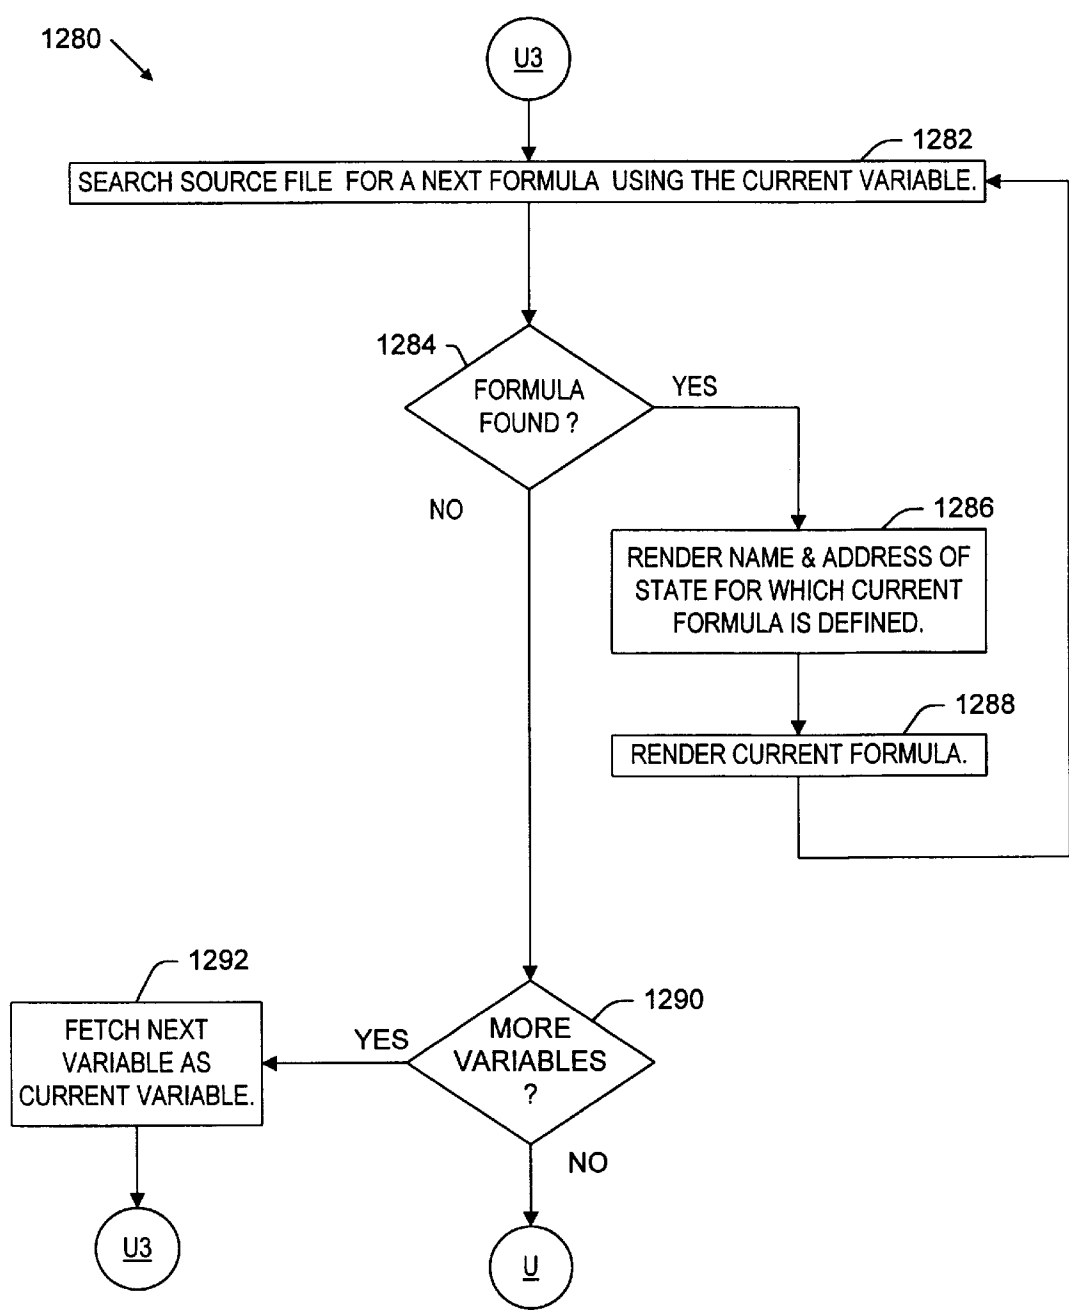 1280
U3
1282
SEARCH SOURCE FILE FOR A NEXT FORMULA USING THE CURRENT VARIABLE.
1284
FORMULA
FOUND ?
YES
NO
1286
RENDER NAME & ADDRESS OF
STATE FOR WHICH CURRENT
FORMULA IS DEFINED.
1288
RENDER CURRENT FORMULA.
1292
FETCH NEXT
VARIABLE AS
CURRENT VARIABLE.
YES
1290
MORE
VARIABLES
?
NO
U3
U